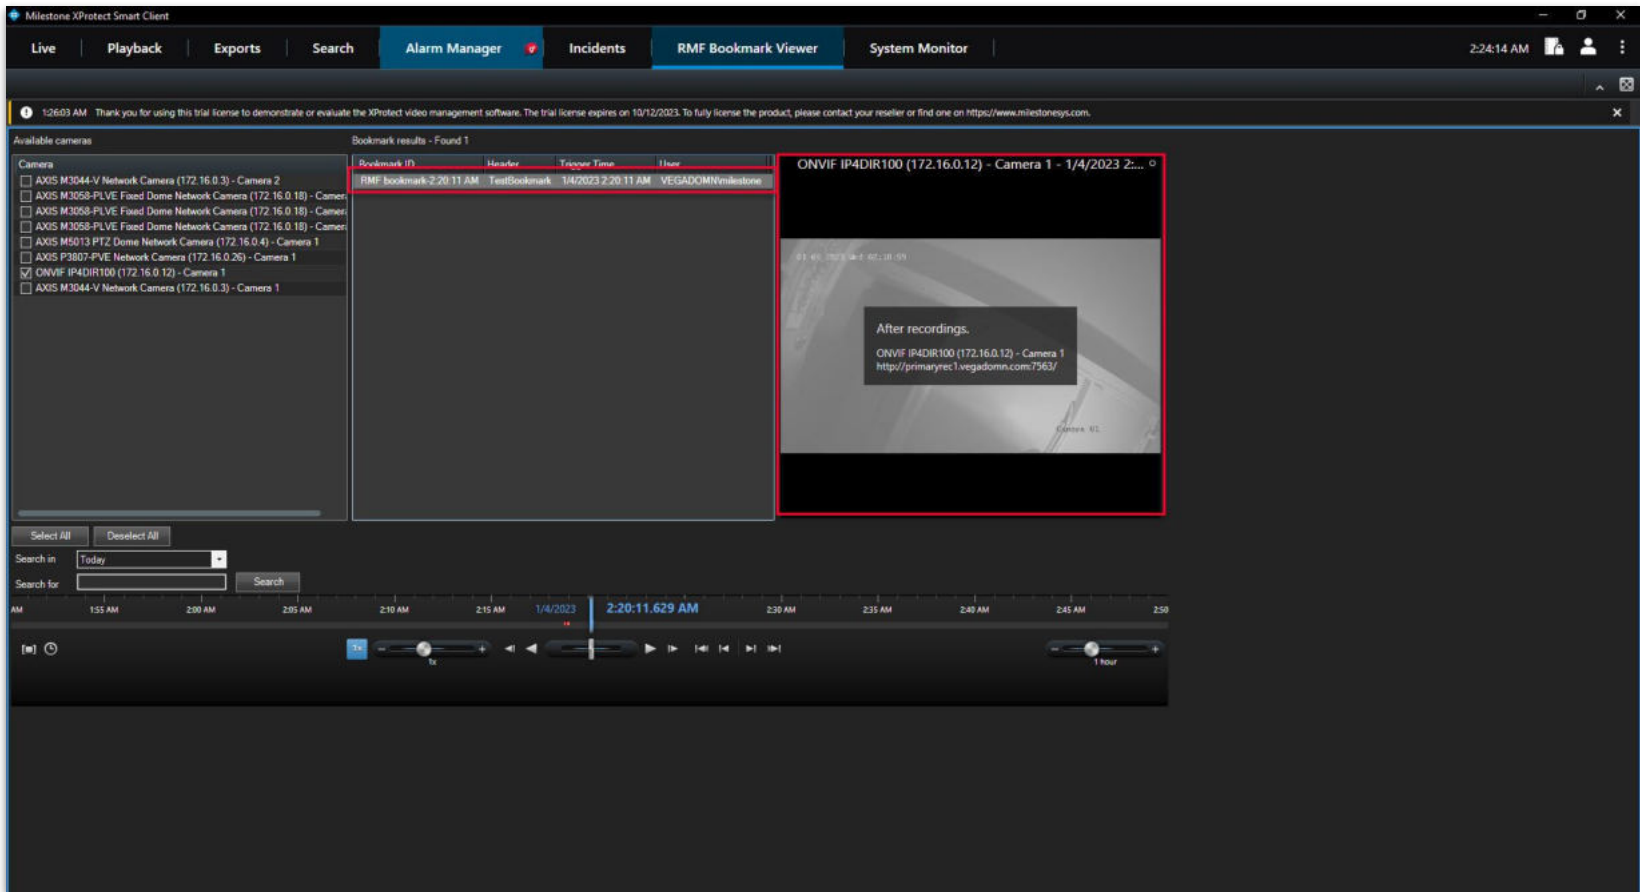 Milestone XProtect Smart Client
Live Playback Exports Search Alarm Manager Incidents RMF Bookmark Viewer System Monitor 2:24:14 AM
1:26:03 AM Thank you for using this trial license to demonstrate or evaluate the XProtect video management software. The trial license expires on 10/12/2023. To fully license the product, please contact your reseller or find one on https://www.milestonesys.com.
Available cameras
Camera
AXIS M3044-V Network Camera (172.16.0.3) - Camera 2
AXIS M3058-PLVE Fixed Dome Network Camera (172.16.0.18) - Camer
AXIS M3058-PLVE Fixed Dome Network Camera (172.16.0.18) - Camer
AXIS M3058-PLVE Fixed Dome Network Camera (172.16.0.18) - Camer
AXIS M5013 PTZ Dome Network Camera (172.16.0.4) - Camera 1
AXIS P3807-PVE Network Camera (172.16.0.26) - Camera 1
ONVIF IP4DIR100 (172.16.0.12) - Camera 1
AXIS M3044-V Network Camera (172.16.0.3) - Camera 1
Bookmark results - Found 1
Bookmark ID Header Trigger Time User
RMF bookmark-2:20:11 AM TestBookmark 1/4/2023 2:20:11 AM VEGADOMN\milestone
ONVIF IP4DIR100 (172.16.0.12) - Camera 1 - 1/4/2023 2:...
After recordings.
ONVIF IP4DIR100 (172.16.0.12) - Camera 1
http://primaryrec1.vegadomn.com:7563/
Camera 01
Select All Deselect All
Search in Today
Search for Search
AM 1:55 AM 2:00 AM 2:05 AM 2:10 AM 2:15 AM 1/4/2023 2:20:11.629 AM 2:30 AM 2:35 AM 2:40 AM 2:45 AM 2:50
1x
1x
1 hour